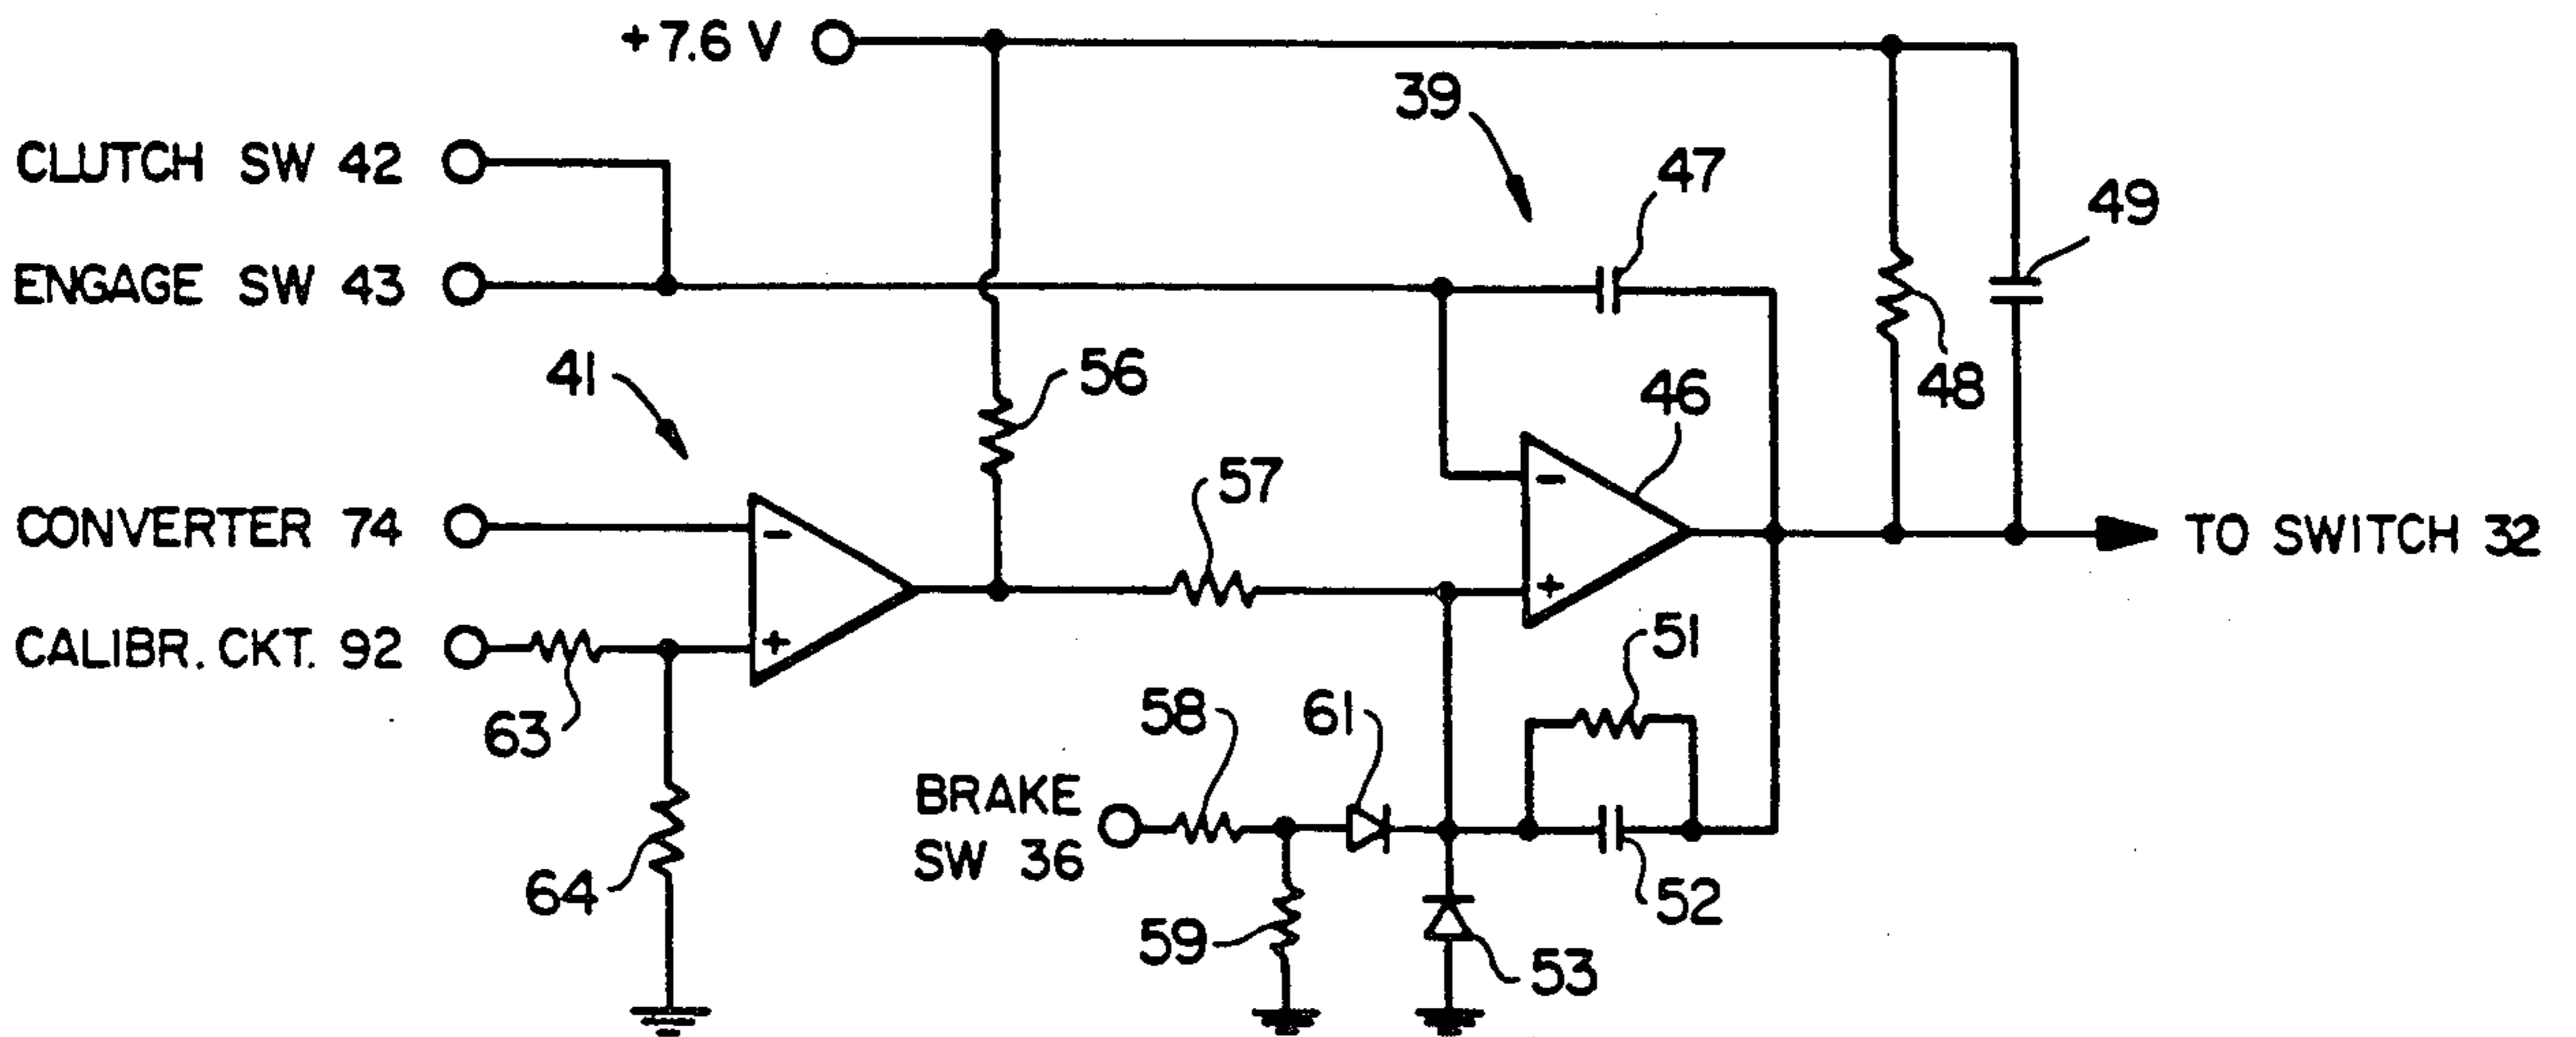 +7.6 V
39
47
CLUTCH SW 42
49
ENGAGE SW 43
41
56
48
46
57
CONVERTER 74
-
-
TO SWITCH 32
+
51
CALIBR. CKT. 92
+
63
58
61
BRAKE
SW 36
64
52
59
53